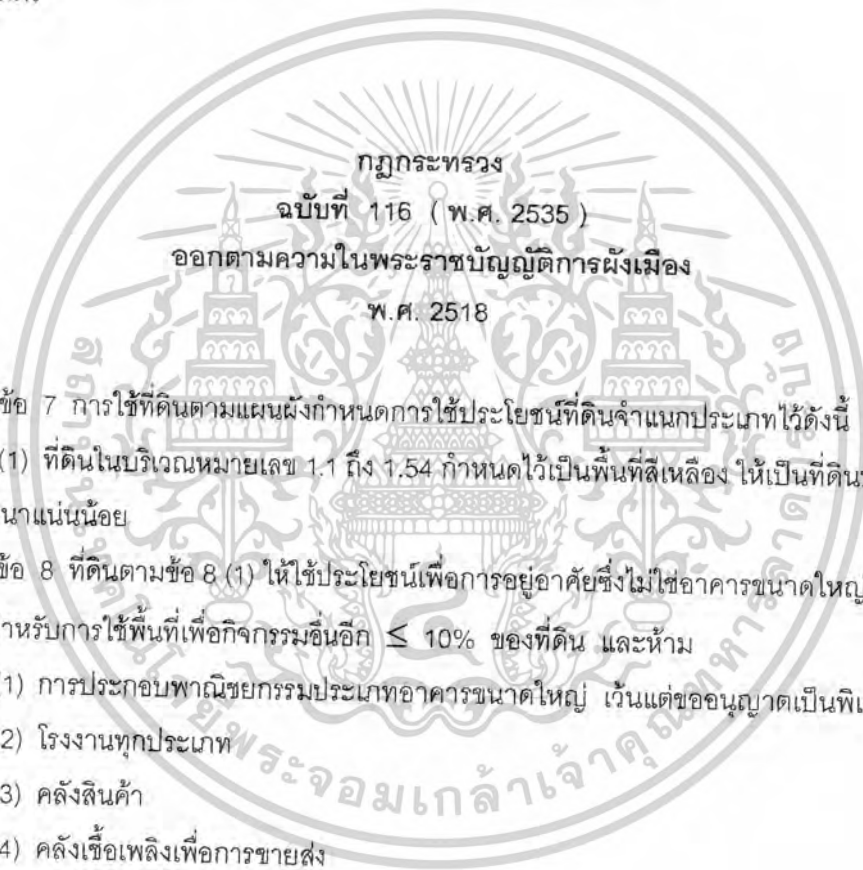 กฎกระทรวง
ฉบับที่ 116 ( พ.ศ. 2535 )
ออกตามความในพระราชบัญญัติการผังเมือง
พ.ศ. 2518
ข้อ 7 การใช้ที่ดินตามแผนผังกำหนดการใช้ประโยชน์ที่ดินจำแนกประเภทไว้ดังนี้
(1) ที่ดินในบริเวณหมายเลข 1.1 ถึง 1.54 กำหนดไว้เป็นพื้นที่สีเหลือง ให้เป็นที่ดิน
นาแน่นน้อย
ข้อ 8 ที่ดินตามข้อ 8 (1) ให้ใช้ประโยชน์เพื่อการอยู่อาศัยซึ่งไม่ใช่อาคารขนาดใหญ่
าหรับการใช้พื้นที่เพื่อกิจกรรมอื่นอีก ≤ 10% ของที่ดิน และห้าม
(1) การประกอบพาณิชยกรรมประเภทอาคารขนาดใหญ่ เว้นแต่ขออนุญาตเป็นพิเ
2) โรงงานทุกประเภท
3) คลังสินค้า
4) คลังเชื้อเพลิงเพื่อการขายส่ง